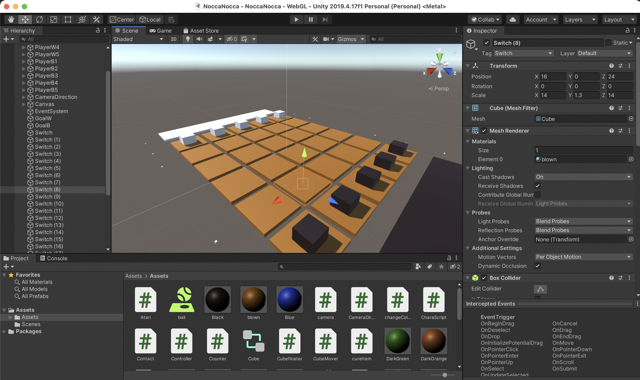 NoccaNocca - NoccaNocca - WebGL - Unity 2019.4.17f1 Personal (Personal) <Metal>
Center Local
Collab Account Layers Layout
Hierarchy
All
PlayerW4
PlayerW5
PlayerB1
PlayerB2
PlayerB3
PlayerB4
PlayerB5
CameraDirection
Canvas
EventSystem
GoalW
GoalB
Switch
Switch (1)
Switch (2)
Switch (3)
Switch (4)
Switch (5)
Switch (6)
Switch (7)
Switch (8)
Switch (9)
Switch (10)
Switch (11)
Switch (12)
Switch (13)
Switch (14)
Switch (15)
Switch (16)
Scene Game Asset Store
Shaded 2D Gizmos All
y
x
z
Persp
Inspector
Switch (8) Static
Tag Switch Layer Default
Transform
Position X 16 Y 0 Z 24
Rotation X 0 Y 0 Z 0
Scale X 14 Y 1.3 Z 14
Cube (Mesh Filter)
Mesh Cube
Mesh Renderer
Materials
Size 1
Element 0 blown
Lighting
Cast Shadows On
Receive Shadows
Contribute Global Illum
Receive Global Illum Light Probes
Probes
Light Probes Blend Probes
Reflection Probes Blend Probes
Anchor Override None (Transform)
Additional Settings
Motion Vectors Per Object Motion
Dynamic Occlusion
Box Collider
Edit Collider
Intercepted Events
EventTrigger
OnBeginDrag OnCancel
OnDeselect OnDrag
OnDrop OnEndDrag
OnInitializePotentialDrag OnMove
OnPointerClick OnPointerDown
OnPointerEnter OnPointerExit
OnPointerUp OnScroll
OnSelect OnSubmit
OnUpdateSelected
Project Console
Favorites
All Materials
All Models
All Prefabs
Assets
Assets
Scenes
Packages
Assets > Assets
Atari bolt Black blown Blue camera CameraDi... changeCol... CharaScript
Contact Controller Counter Cube CubeFloater CubeMover DarkGreen DarkOrange